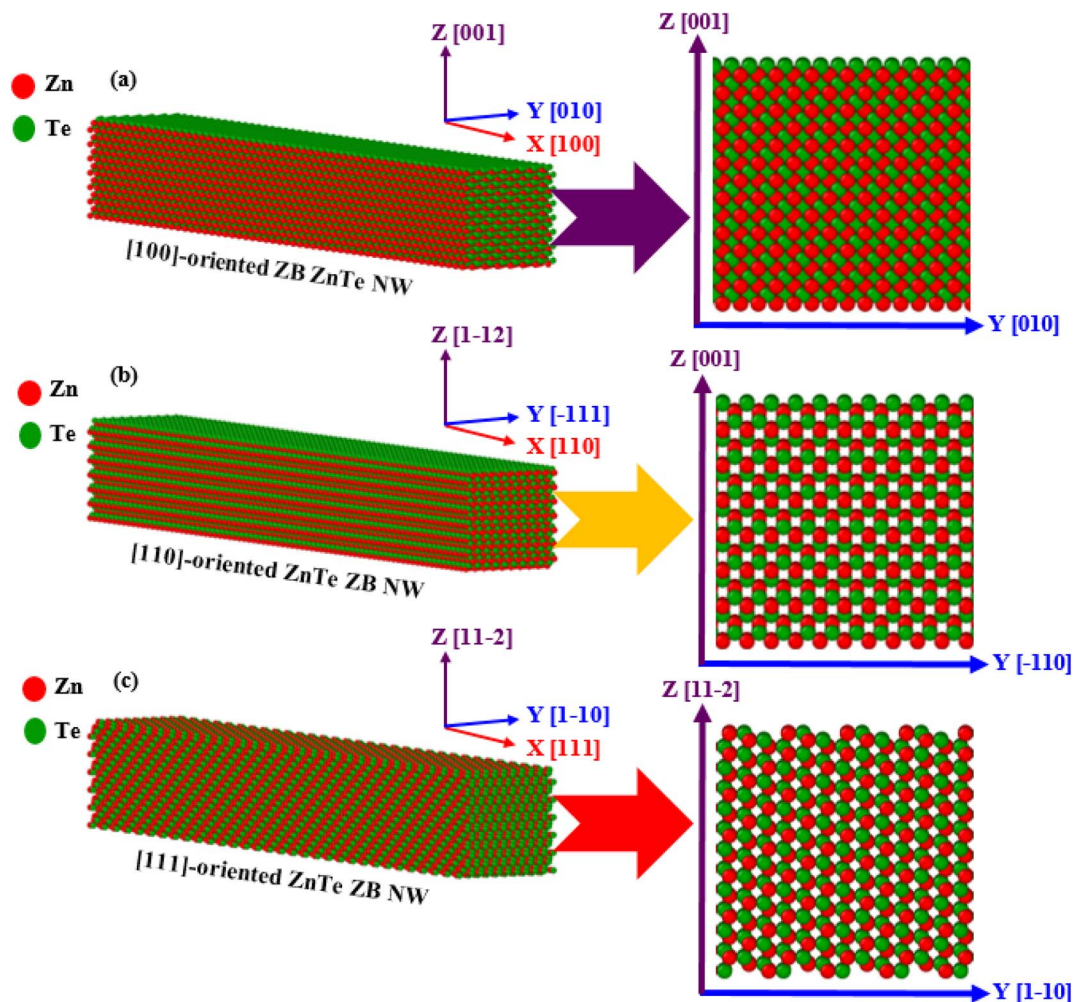 Z [001]
Z [001]
Zn
(a)
Te
Y [010]
X [100]
[100]-oriented ZB ZnTe NW
Y [010]
Z [1-12]
Z [001]
Zn
(b)
Te
Y [-111]
X [110]
[110]-oriented ZnTe ZB NW
Y [-110]
Z [11-2]
Z [11-2]
Zn
(c)
Te
Y [1-10]
X [111]
[111]-oriented ZnTe ZB NW
Y [1-10]